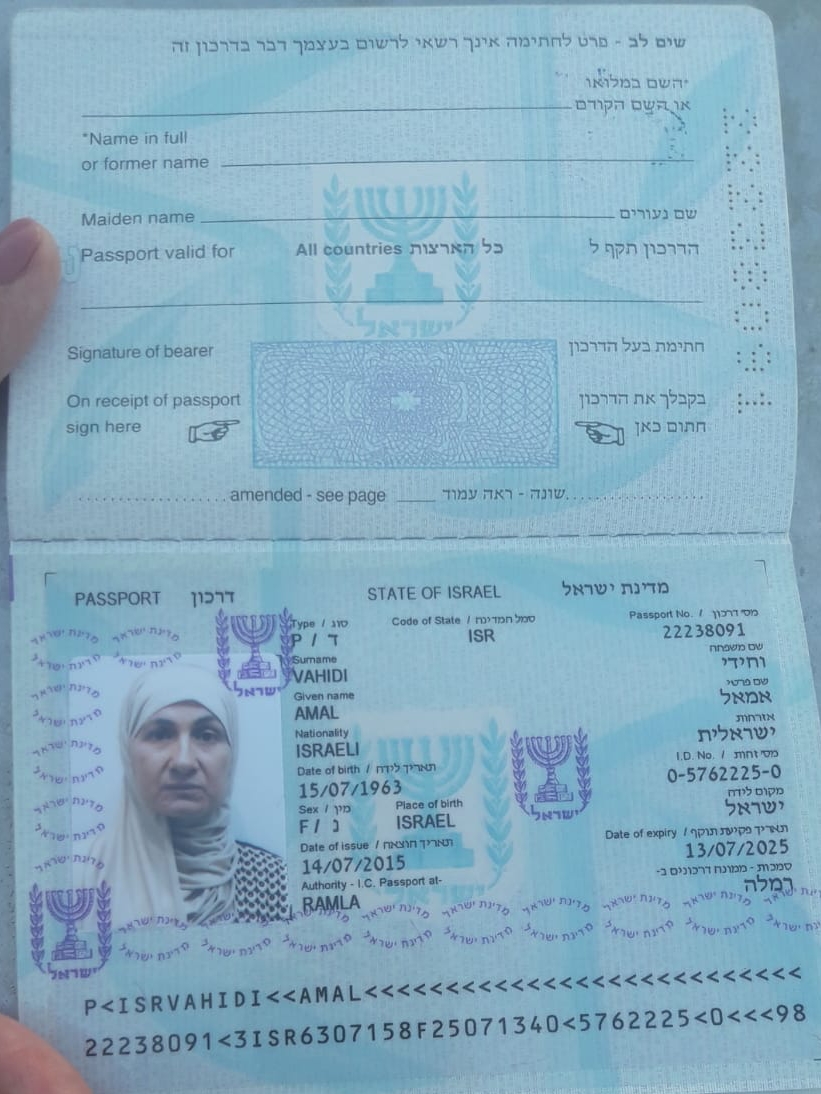 שים לב - פרט לחתימה אינך רשאי לרשום בעצמך דבר בדרכון זה
*השם במלואו
או השם הקודם
*Name in full
or former name
Maiden name שם נעורים
Passport valid for All countries כל הארצות הדרכון תקף ל
ישראל
Signature of bearer חתימת בעל הדרכון
On receipt of passport בקבלך את הדרכון
sign here חתום כאן
amended - see page שונה - ראה עמוד
PASSPORT דרכון STATE OF ISRAEL מדינת ישראל
Type / סוג Code of State / סמל המדינה Passport No. / מס' דרכון
P / ד ISR 22238091
Surname שם משפחה
VAHIDI וחידי
Given name שם פרטי
AMAL אמאל
Nationality אזרחות
ISRAELI ישראלית
Date of birth / תאריך לידה I.D. No. / מס' זהות
15/07/1963 0-5762225-0
Sex / מין Place of birth מקום לידה
F / נ ISRAEL ישראל
Date of issue / תאריך הוצאה Date of expiry / תאריך פקיעת תוקף
14/07/2015 13/07/2025
Authority - I.C. Passport at- סמכות - ממונת דרכונים ב-
RAMLA רמלה
ישראל
ישראל
ישראל
מדינת ישראל
P<ISRVAHIDI<<AMAL<<<<<<<<<<<<<<<<<<<<<<<<<<<
22238091<3ISR6307158F25071340<5762225<0<<<98